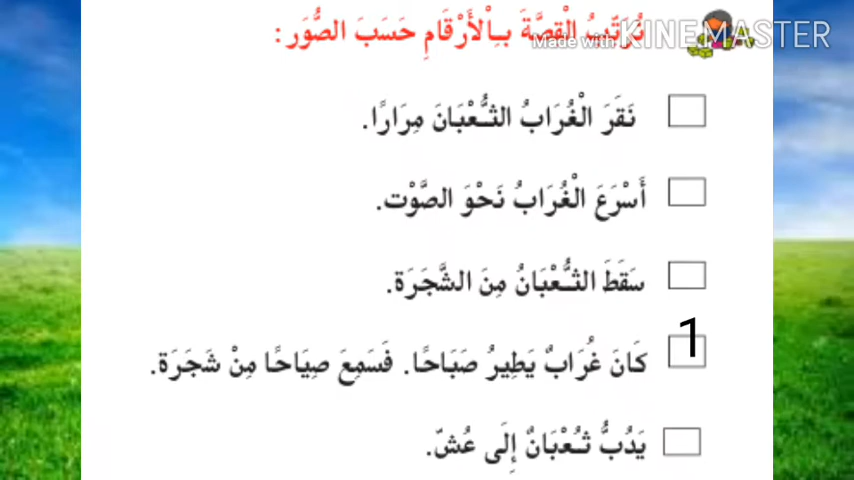 نُرَتِّبُ الْقِصَّةَ بِالْأَرْقَامِ حَسَبَ الصُّوَرِ :
Made with KINEMASTER
نَقَرَ الْغُرَابُ الثُّعْبَانَ مِرَارًا.
أَسْرَعَ الْغُرَابُ نَحْوَ الصَّوْت.
سَقَطَ الثُّعْبَانُ مِنَ الشَّجَرَة.
1 كَانَ غُرَابٌ يَطِيرُ صَبَاحًا. فَسَمِعَ صِيَاحًا مِنْ شَجَرَة.
يَدُبُّ ثُعْبَانٌ إِلَى عُشّ.